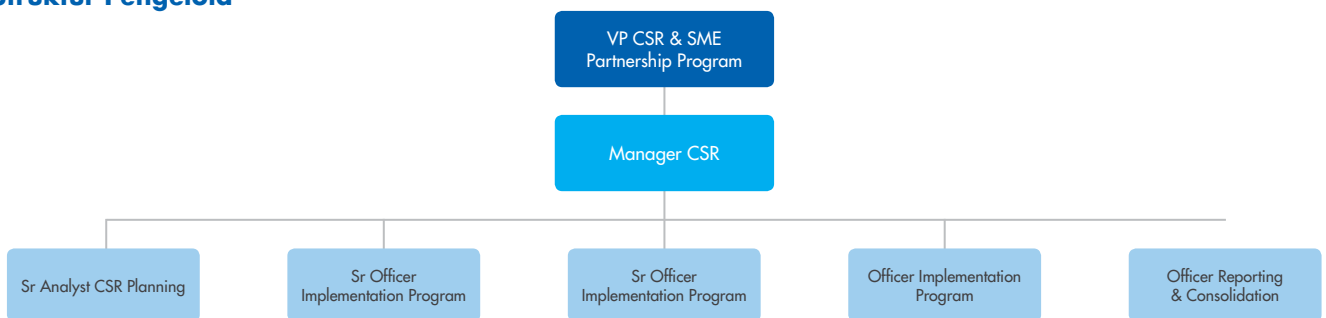 Struktur Pengelola
VP CSR & SME
Partnership Program
Manager CSR
Sr Analyst CSR Planning
Sr Officer
Implementation Program
Sr Officer
Implementation Program
Officer Implementation
Program
Officer Reporting
& Consolidation